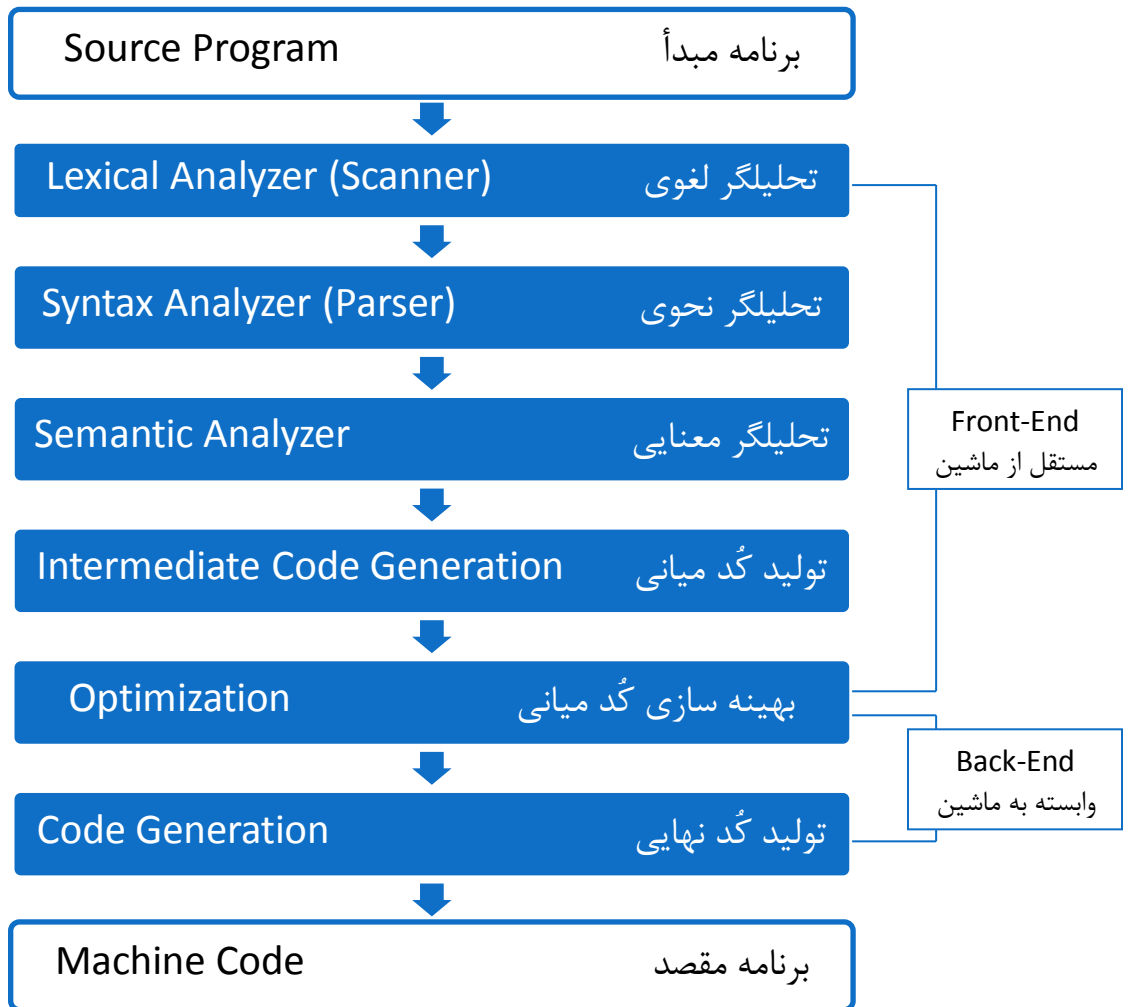 Source Program برنامه مبدأ
Lexical Analyzer (Scanner) تحلیلگر لغوی
Syntax Analyzer (Parser) تحلیلگر نحوی
Semantic Analyzer تحلیلگر معنایی
Front-End
مستقل از ماشین
Intermediate Code Generation تولید کُد میانی
Optimization بهینه سازی کُد میانی
Back-End
وابسته به ماشین
Code Generation تولید کُد نهایی
Machine Code برنامه مقصد